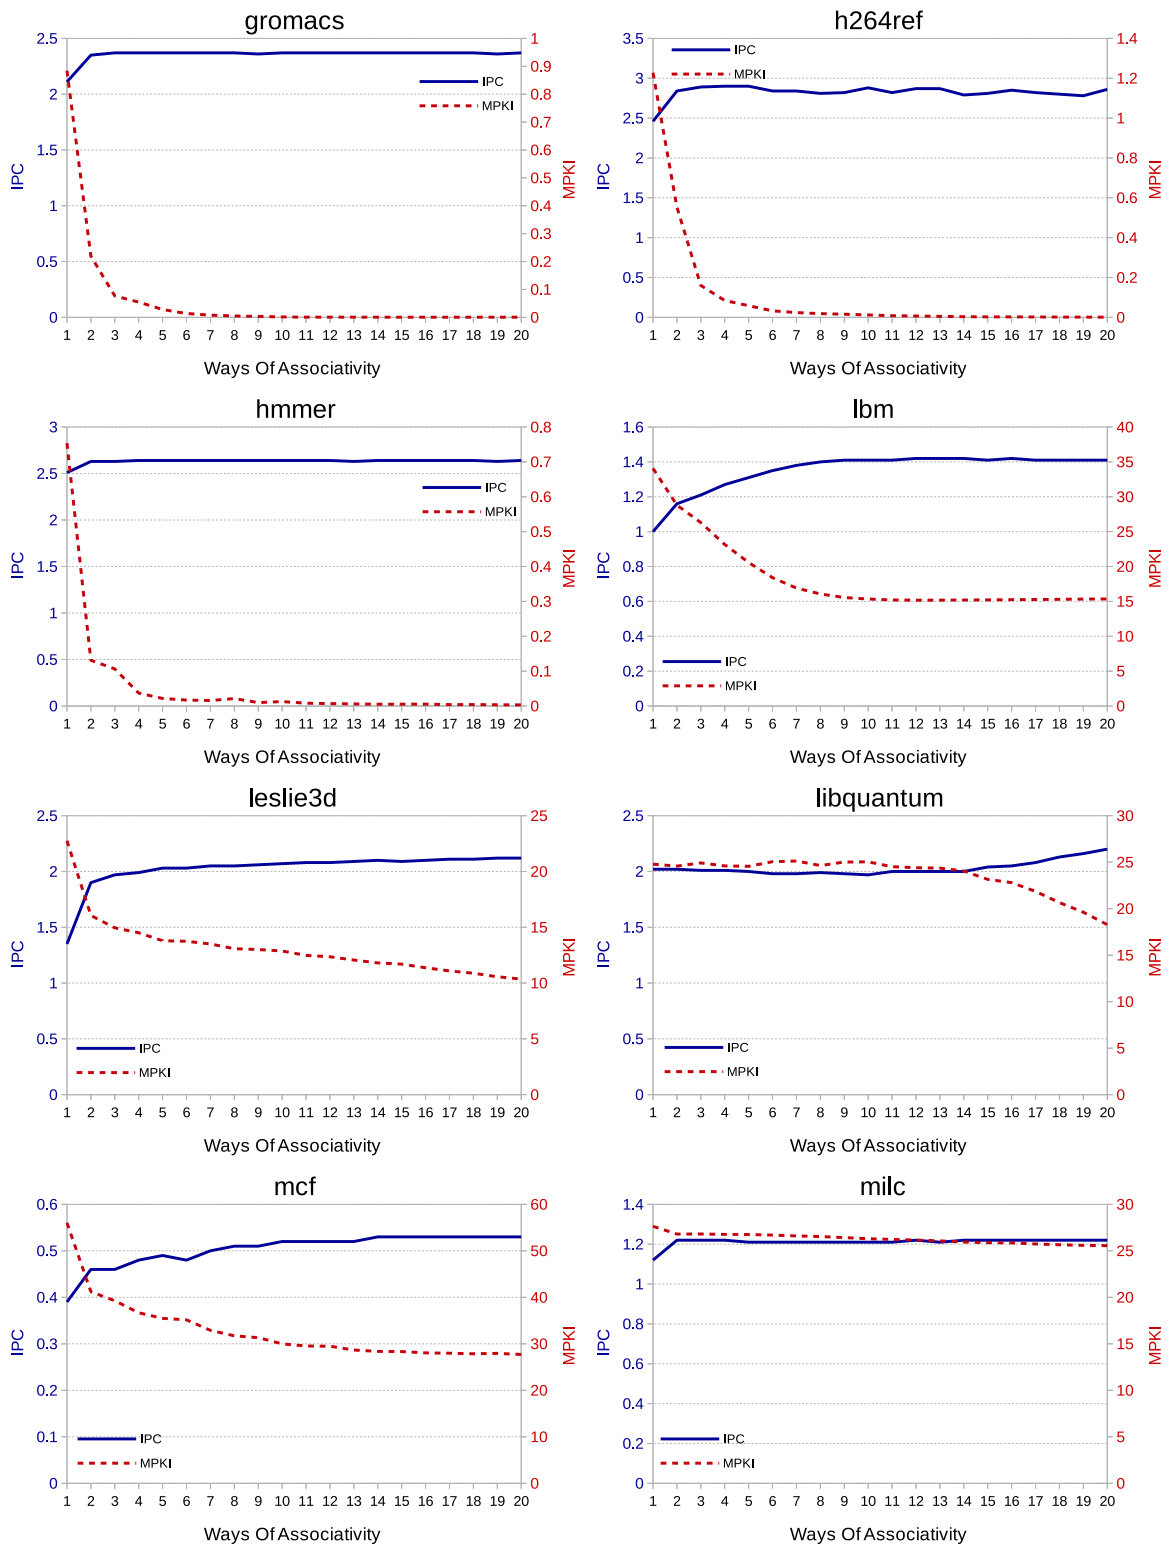 gromacs
2.5
2
1.5
1
0.5
0
1
0.9
0.8
0.7
0.6
0.5
0.4
0.3
0.2
0.1
0
IPC
MPKI
IPC
MPKI
1 2 3 4 5 6 7 8 9 10 11 12 13 14 15 16 17 18 19 20
Ways Of Associativity
h264ref
3.5
3
2.5
2
1.5
1
0.5
0
1.4
1.2
1
0.8
0.6
0.4
0.2
0
IPC
MPKI
IPC
MPKI
1 2 3 4 5 6 7 8 9 10 11 12 13 14 15 16 17 18 19 20
Ways Of Associativity
hmmer
3
2.5
2
1.5
1
0.5
0
0.8
0.7
0.6
0.5
0.4
0.3
0.2
0.1
0
IPC
MPKI
IPC
MPKI
1 2 3 4 5 6 7 8 9 10 11 12 13 14 15 16 17 18 19 20
Ways Of Associativity
lbm
1.6
1.4
1.2
1
0.8
0.6
0.4
0.2
0
40
35
30
25
20
15
10
5
0
IPC
MPKI
IPC
MPKI
1 2 3 4 5 6 7 8 9 10 11 12 13 14 15 16 17 18 19 20
Ways Of Associativity
leslie3d
2.5
2
1.5
1
0.5
0
25
20
15
10
5
0
IPC
MPKI
IPC
MPKI
1 2 3 4 5 6 7 8 9 10 11 12 13 14 15 16 17 18 19 20
Ways Of Associativity
libquantum
2.5
2
1.5
1
0.5
0
30
25
20
15
10
5
0
IPC
MPKI
IPC
MPKI
1 2 3 4 5 6 7 8 9 10 11 12 13 14 15 16 17 18 19 20
Ways Of Associativity
mcf
0.6
0.5
0.4
0.3
0.2
0.1
0
60
50
40
30
20
10
0
IPC
MPKI
IPC
MPKI
1 2 3 4 5 6 7 8 9 10 11 12 13 14 15 16 17 18 19 20
Ways Of Associativity
milc
1.4
1.2
1
0.8
0.6
0.4
0.2
0
30
25
20
15
10
5
0
IPC
MPKI
IPC
MPKI
1 2 3 4 5 6 7 8 9 10 11 12 13 14 15 16 17 18 19 20
Ways Of Associativity